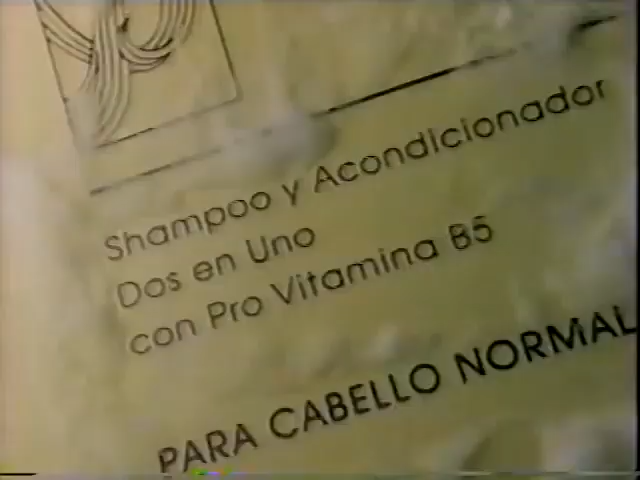 Shampoo y Acondicionador
Dos en Uno
con Pro Vitamina B5
PARA CABELLO NORMAL